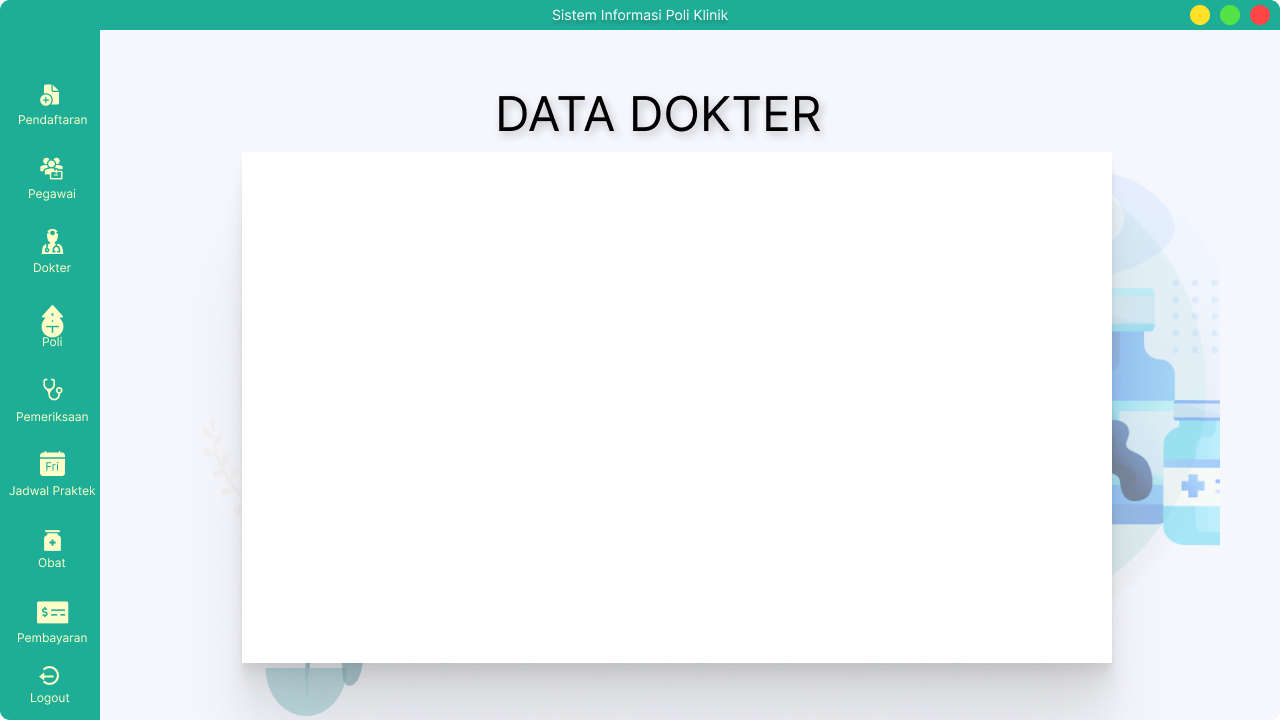 Sistem Informasi Poli Klinik
DATA DOKTER
Pendaftaran
Pegawai
Dokter
Poli
Pemeriksaan
Fri
Jadwal Praktek
Obat
$
Pembayaran
Logout